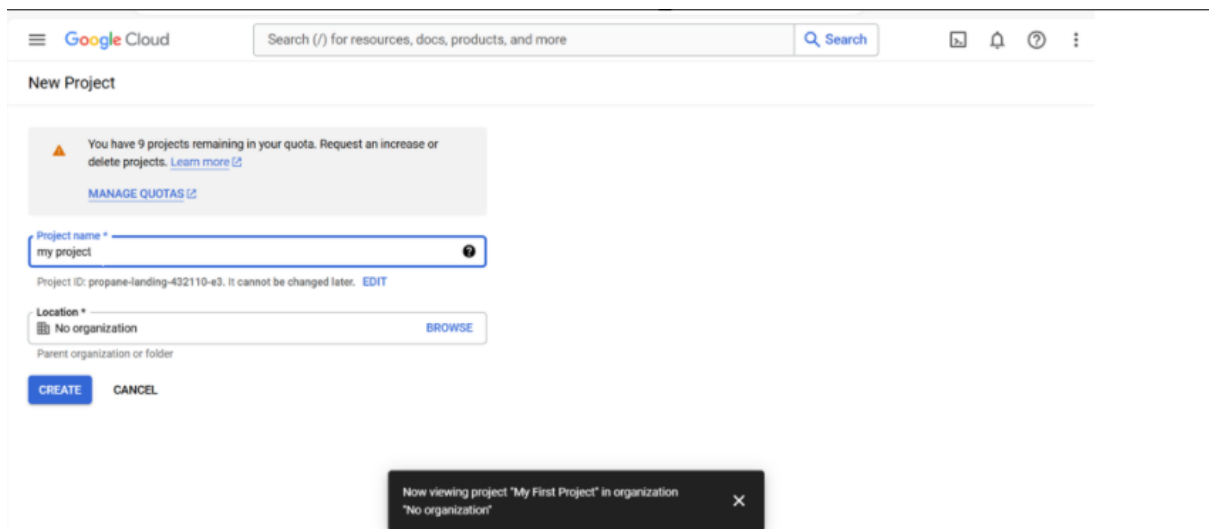 Google Cloud
Search (/) for resources, docs, products, and more
Search
New Project
You have 9 projects remaining in your quota. Request an increase or
delete projects. Learn more
MANAGE QUOTAS
Project name *
my project
Project ID: propane-landing-432110-e3. It cannot be changed later. EDIT
Location *
No organization
BROWSE
Parent organization or folder
CREATE
CANCEL
Now viewing project "My First Project" in organization
"No organization"